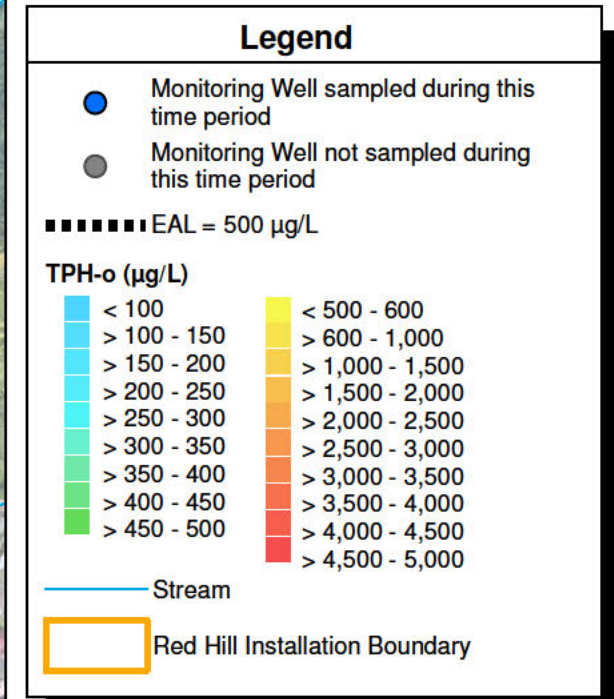 Legend
Monitoring Well sampled during this
time period
Monitoring Well not sampled during
this time period
EAL = 500 µg/L
TPH-o (µg/L)
< 100
> 100 - 150
> 150 - 200
> 200 - 250
> 250 - 300
> 300 - 350
> 350 - 400
> 400 - 450
> 450 - 500
< 500 - 600
> 600 - 1,000
> 1,000 - 1,500
> 1,500 - 2,000
> 2,000 - 2,500
> 2,500 - 3,000
> 3,000 - 3,500
> 3,500 - 4,000
> 4,000 - 4,500
> 4,500 - 5,000
Stream
Red Hill Installation Boundary